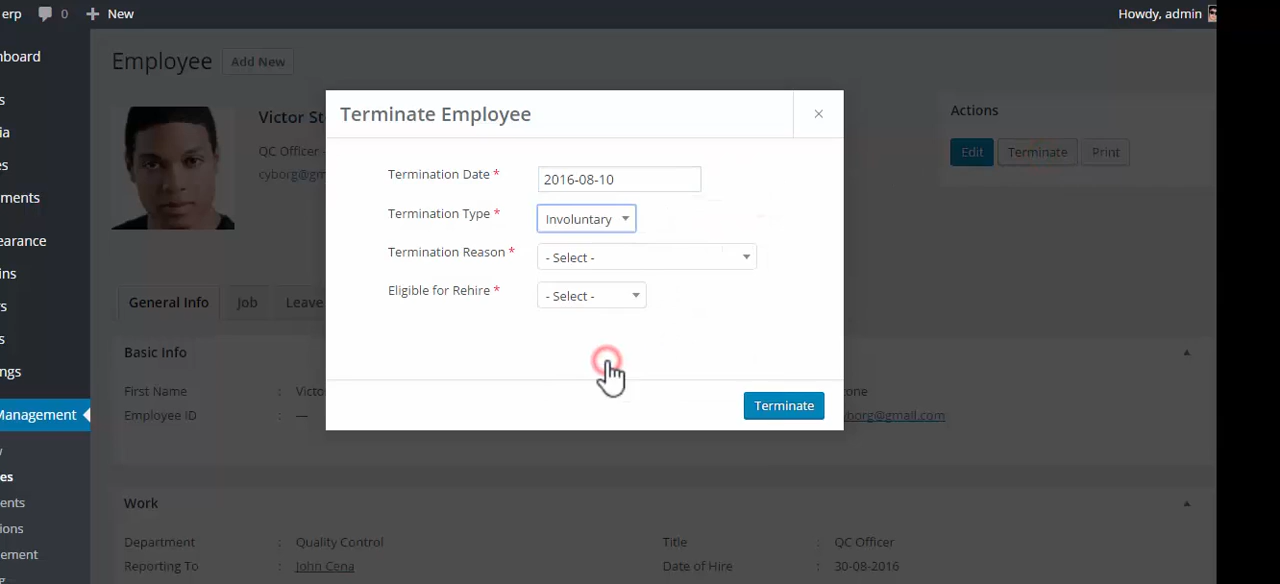 erp 0 New Howdy, admin
board
Employee Add New
Victor St
QC Officer -
cyborg@gm
Actions
Edit Terminate Print
Terminate Employee ×
Termination Date * 2016-08-10
Termination Type * Involuntary
Termination Reason * - Select -
Eligible for Rehire * - Select -
Terminate
s
ia
es
ments
earance
ins
s
s
ngs
Management
y
es
ents
ions
ement
g
General Info Job Leave
Basic Info
First Name : Victo one
Employee ID : — borg@gmail.com
Work
Department : Quality Control Title : QC Officer
Reporting To : John Cena Date of Hire : 30-08-2016